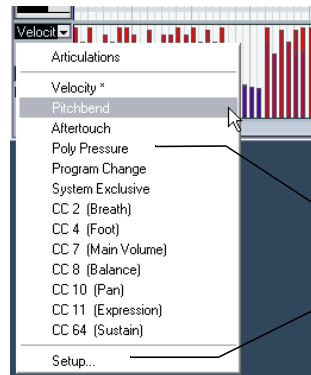 Velocit
Articulations
Velocity *
Pitchbend
Aftertouch
Poly Pressure
Program Change
System Exclusive
CC 2 (Breath)
CC 4 (Foot)
CC 7 (Main Volume)
CC 8 (Balance)
CC 10 (Pan)
CC 11 (Expression)
CC 64 (Sustain)
Setup...